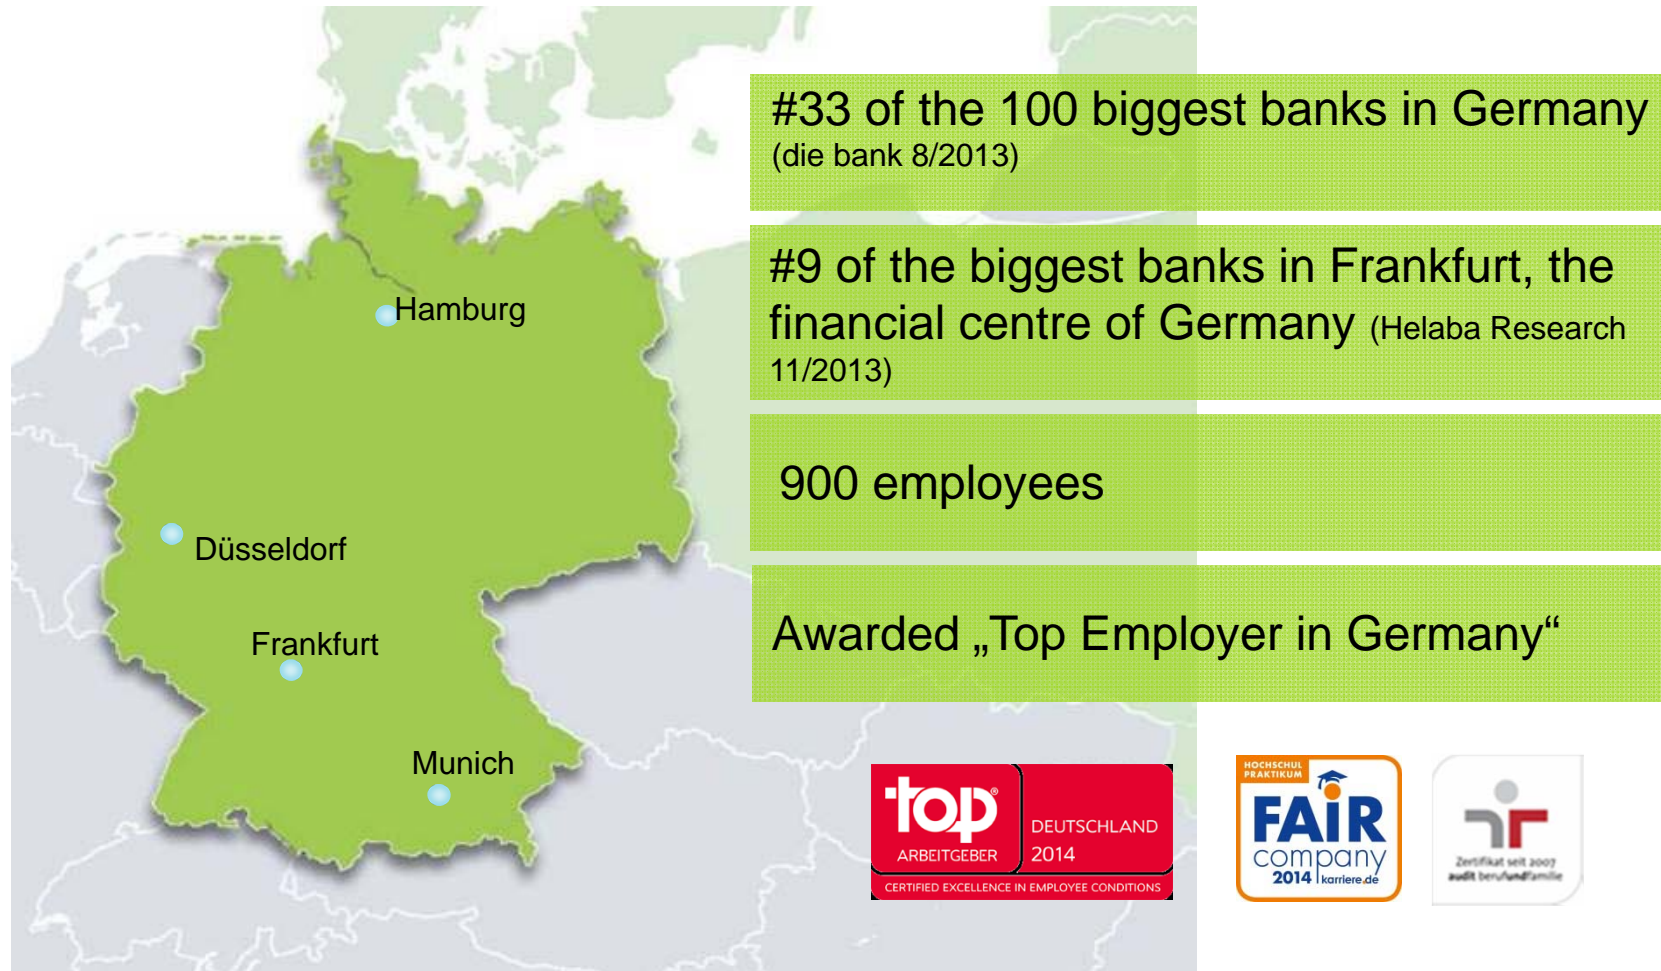 #33 of the 100 biggest banks in Germany
(die bank 8/2013)
#9 of the biggest banks in Frankfurt, the
financial centre of Germany (Helaba Research
11/2013)
900 employees
Awarded „Top Employer in Germany“
Hamburg
Düsseldorf
Frankfurt
Munich
top®
ARBEITGEBER
DEUTSCHLAND
2014
CERTIFIED EXCELLENCE IN EMPLOYEE CONDITIONS
HOCHSCHUL
PRAKTIKUM
FAiR
company
2014 | karriere.de
Zertifikat seit 2007
audit berufundfamilie